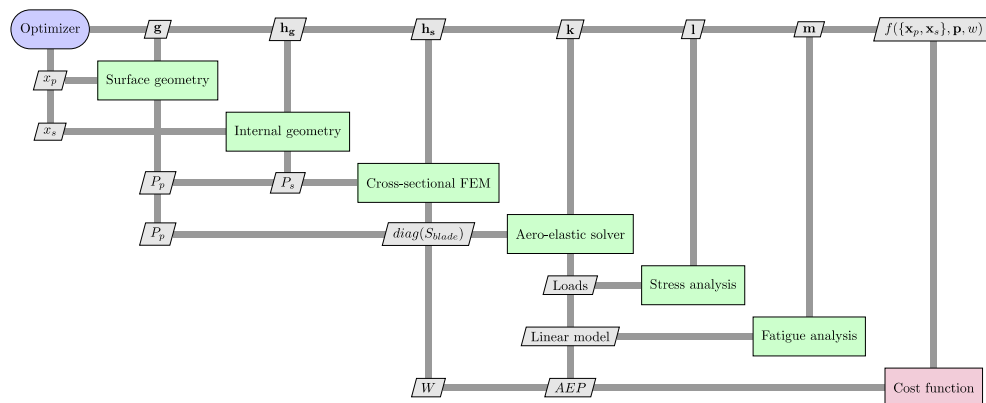 Optimizer g h_g h_s k l m f({x_p, x_s}, p, w)
x_p Surface geometry
x_s Internal geometry
P_p P_s Cross-sectional FEM
P_p diag(S_blade) Aero-elastic solver
Loads Stress analysis
Linear model Fatigue analysis
W AEP Cost function